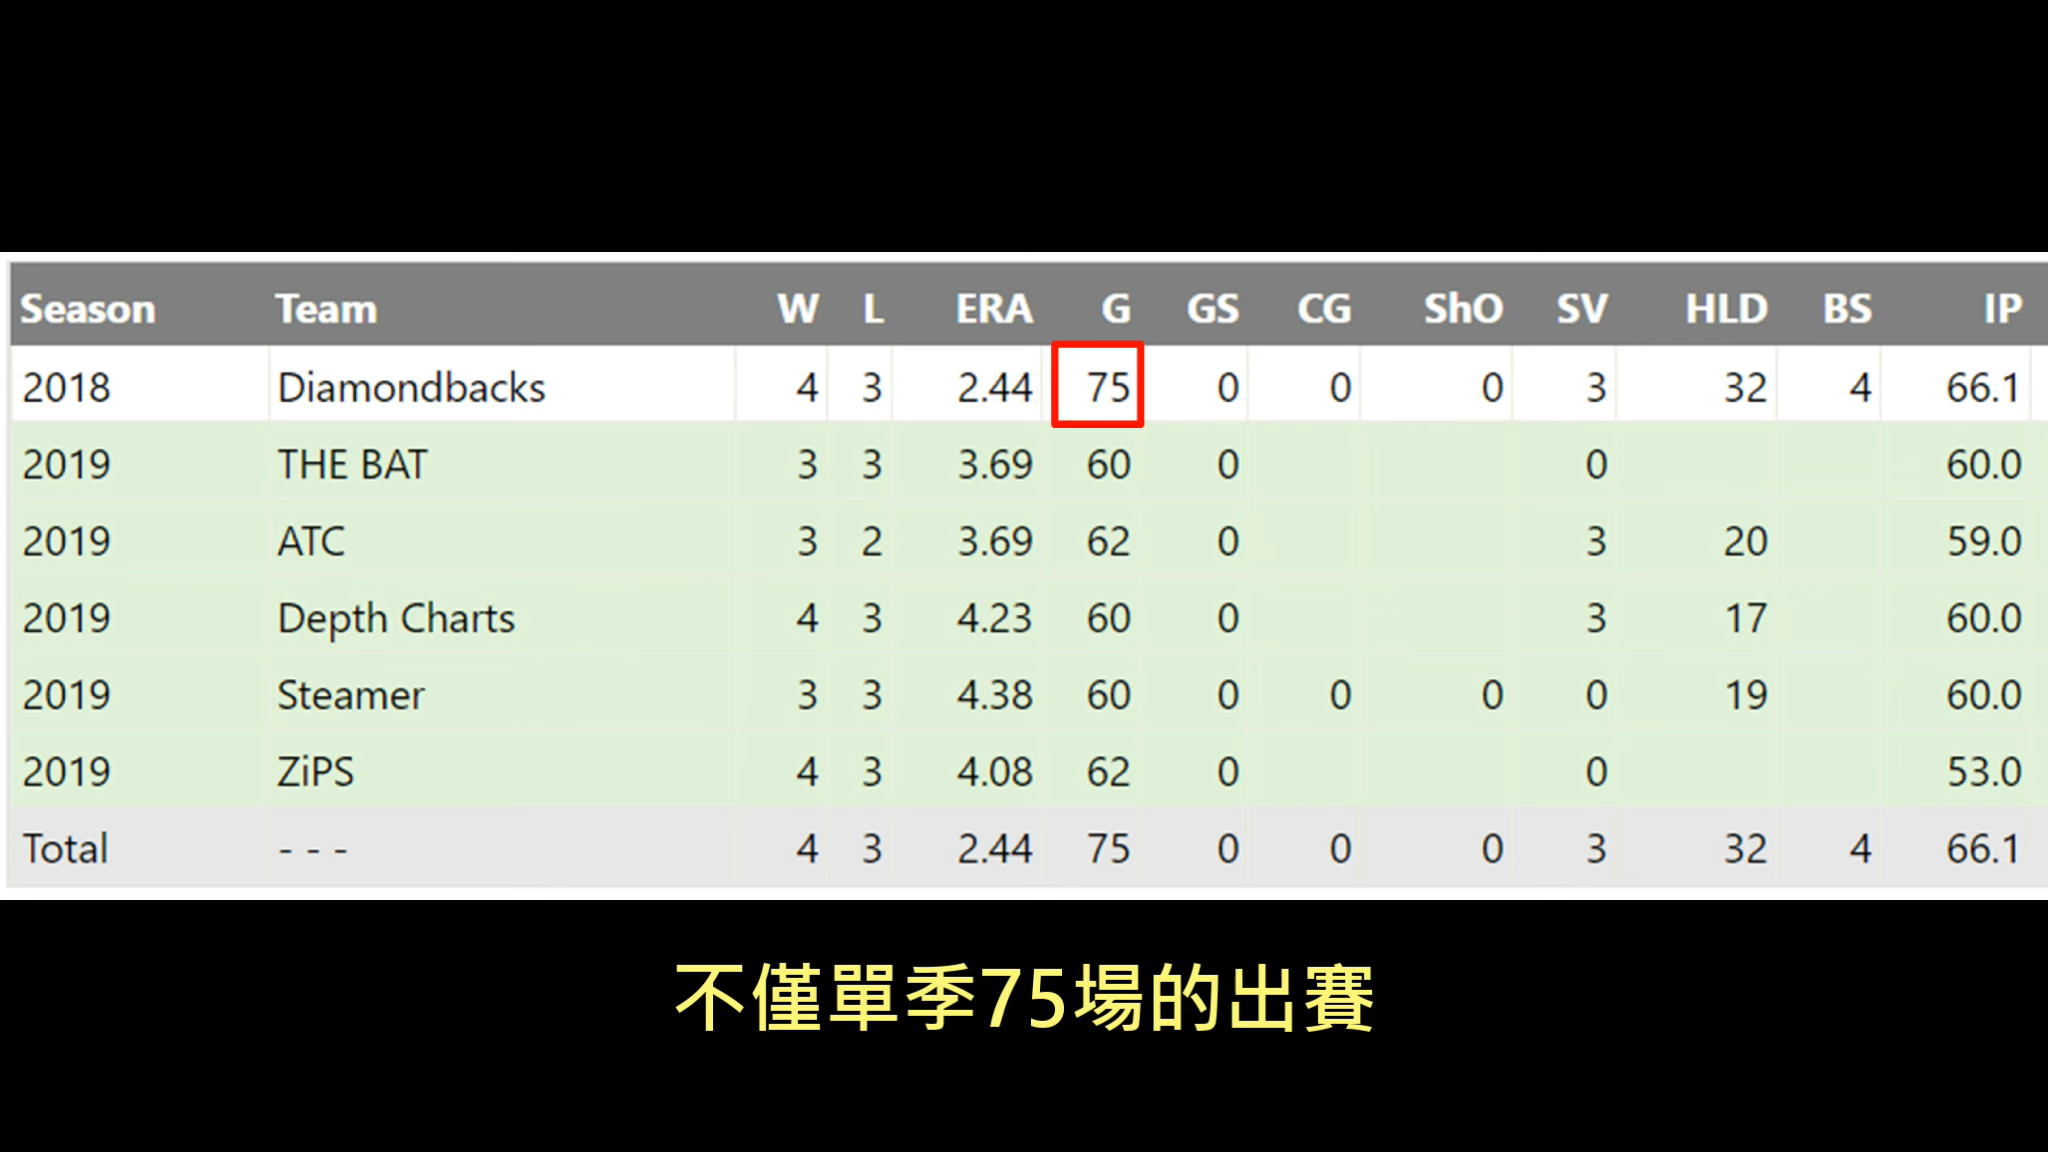 Season Team W L ERA G GS CG ShO SV HLD BS IP
2018 Diamondbacks 4 3 2.44 75 0 0 0 3 32 4 66.1
2019 THE BAT 3 3 3.69 60 0 0 60.0
2019 ATC 3 2 3.69 62 0 3 20 59.0
2019 Depth Charts 4 3 4.23 60 0 3 17 60.0
2019 Steamer 3 3 4.38 60 0 0 0 0 19 60.0
2019 ZiPS 4 3 4.08 62 0 0 53.0
Total - - - 4 3 2.44 75 0 0 0 3 32 4 66.1
不僅單季75場的出賽